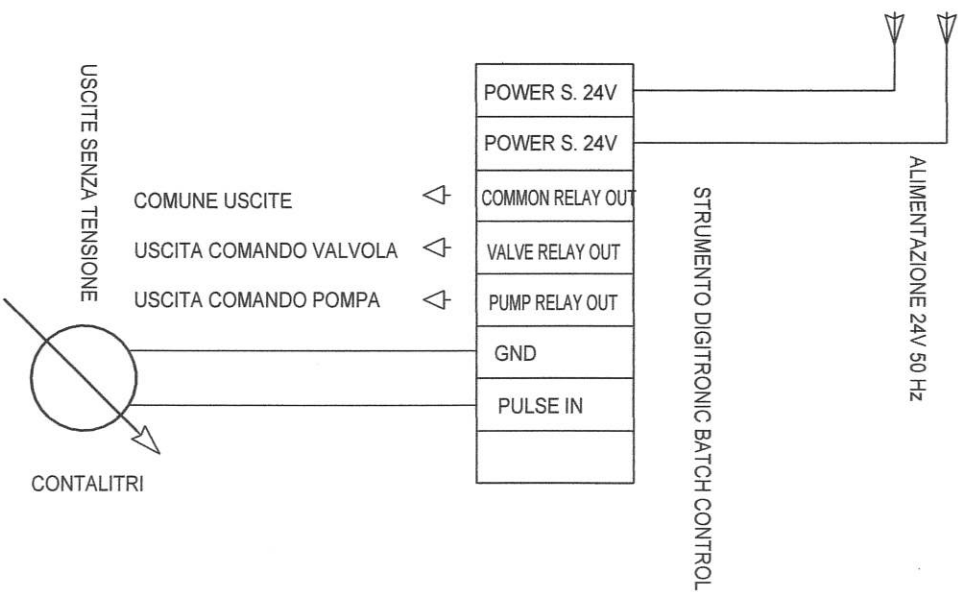 USCITE SENZA TENSIONE
COMUNE USCITE
USCITA COMANDO VALVOLA
USCITA COMANDO POMPA
CONTALITRI
POWER S. 24V
POWER S. 24V
COMMON RELAY OUT
VALVE RELAY OUT
PUMP RELAY OUT
GND
PULSE IN
STRUMENTO DIGITRONIC BATCH CONTROL
ALIMENTAZIONE 24V 50 Hz